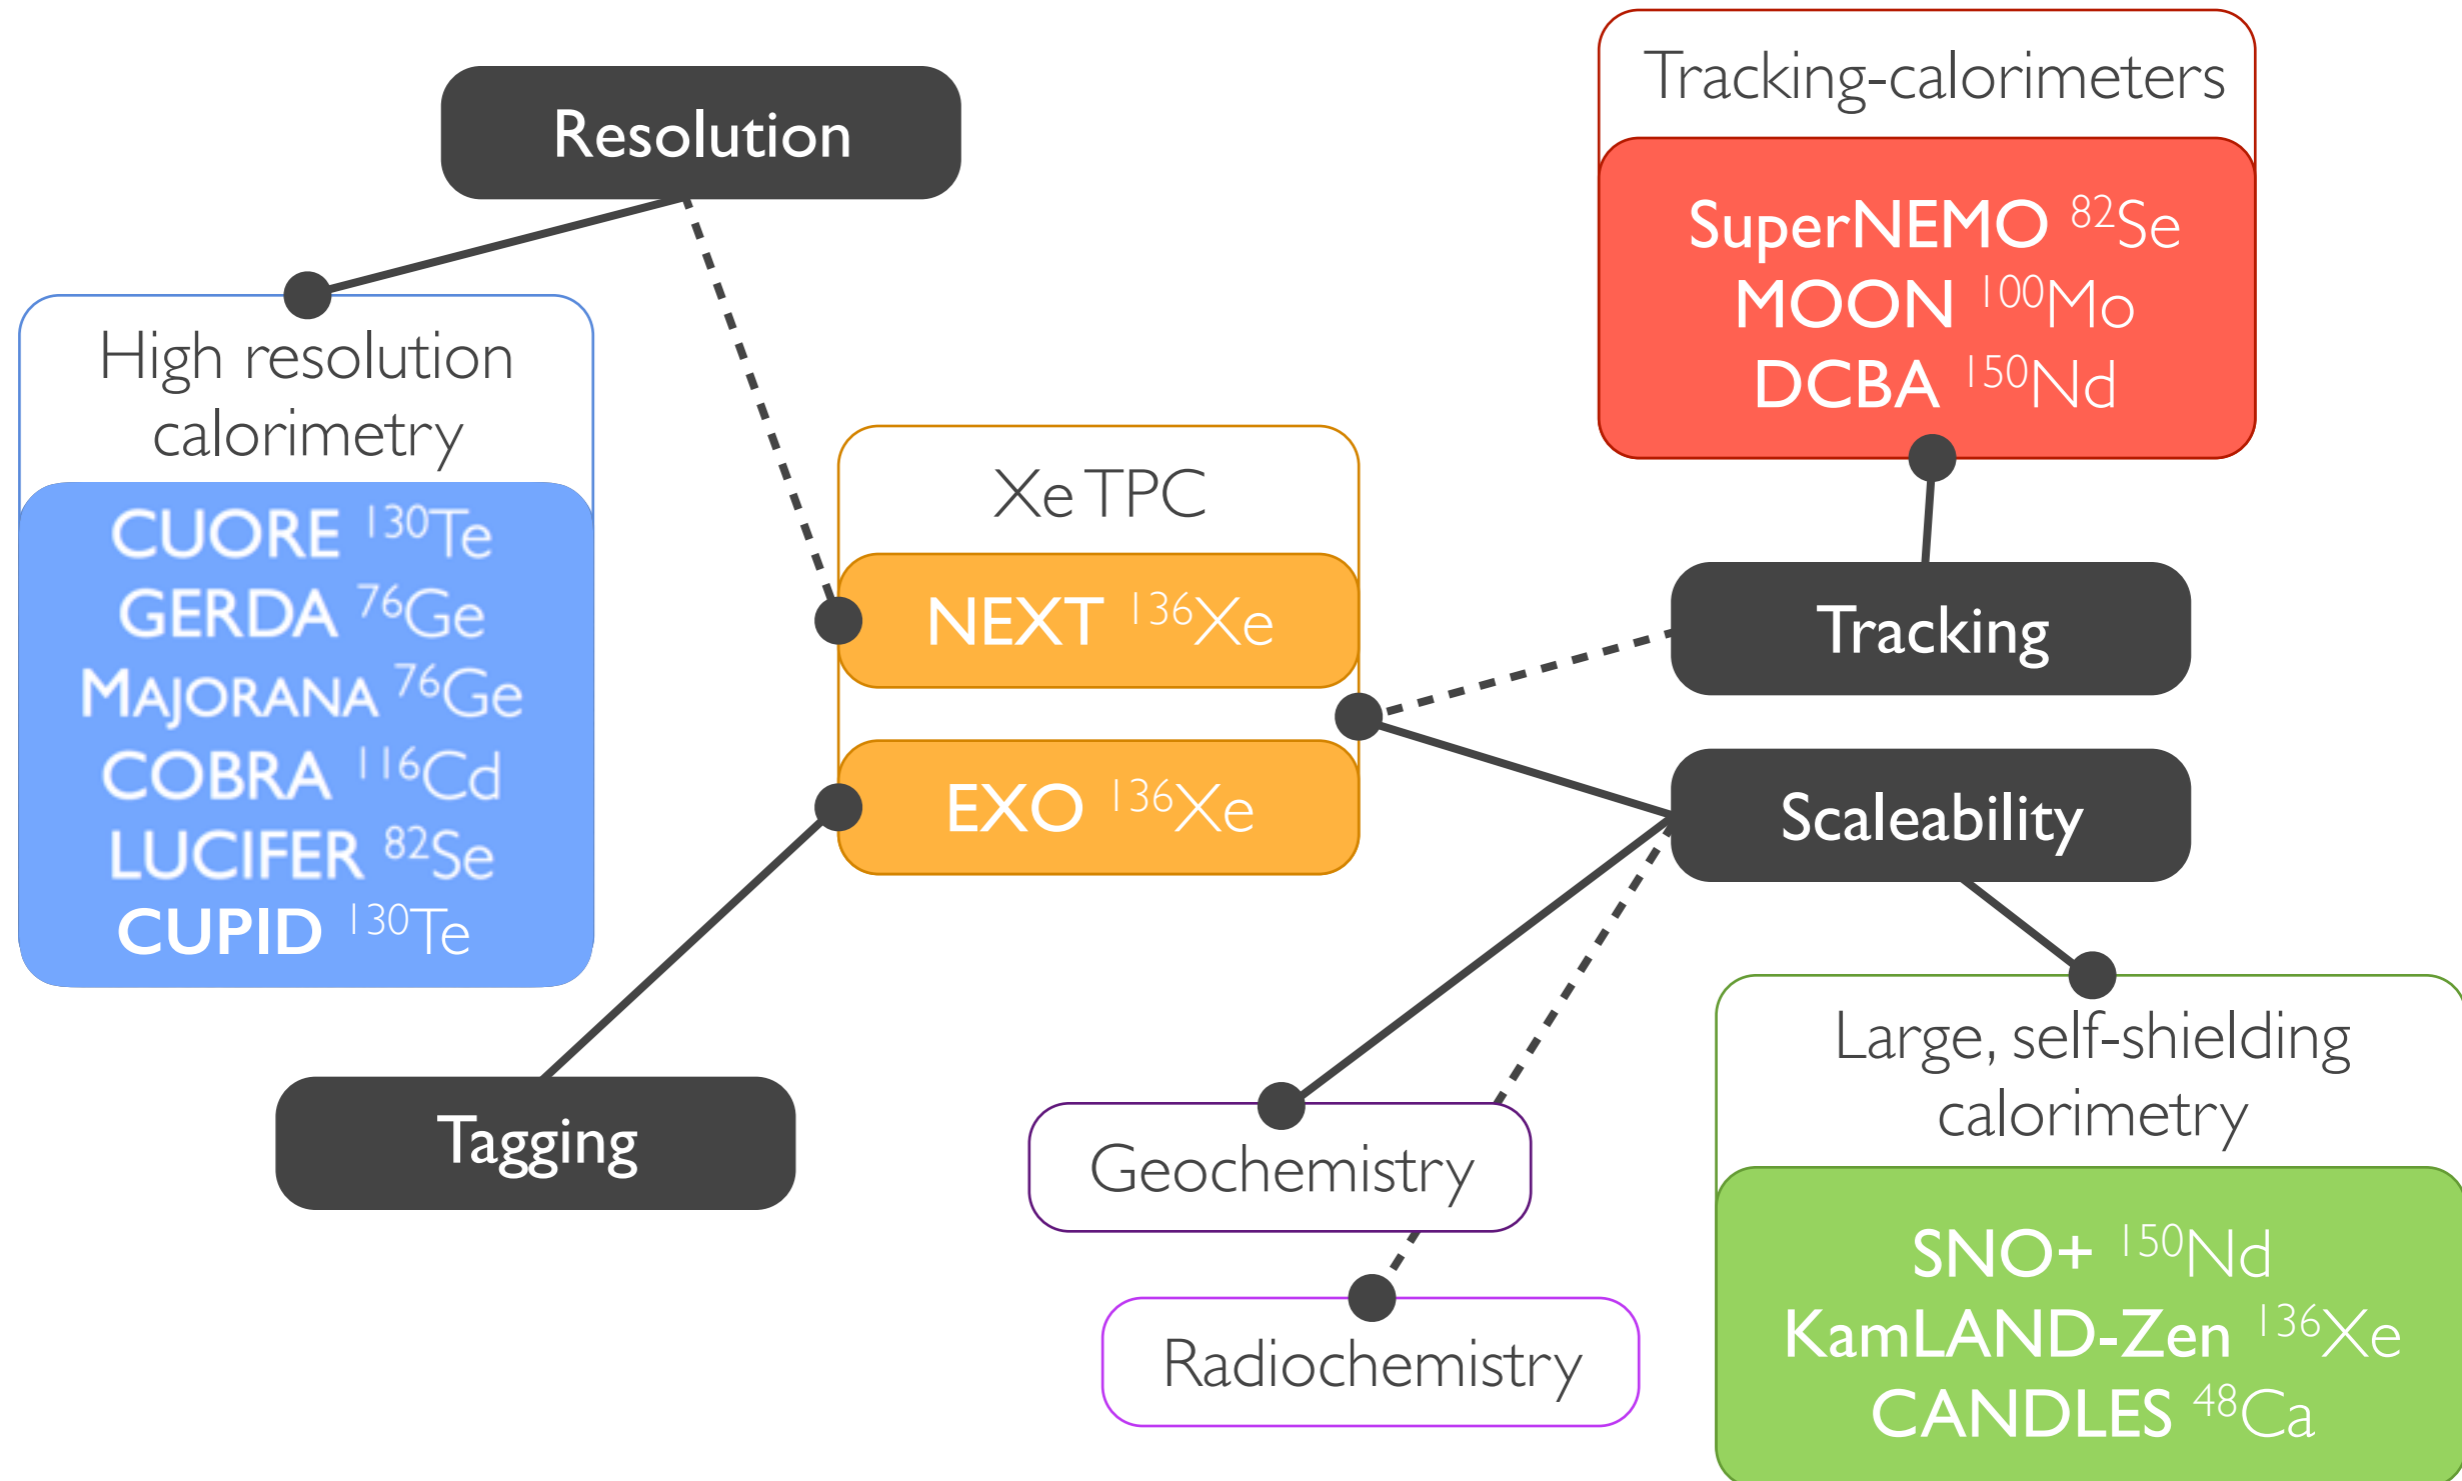 Resolution
High resolution
calorimetry
CUORE ¹³⁰Te
GERDA ⁷⁶Ge
MAJORANA ⁷⁶Ge
COBRA ¹¹⁶Cd
LUCIFER ⁸²Se
CUPID ¹³⁰Te
Xe TPC
NEXT ¹³⁶Xe
EXO ¹³⁶Xe
Tagging
Tracking-calorimeters
SuperNEMO ⁸²Se
MOON ¹⁰⁰Mo
DCBA ¹⁵⁰Nd
Tracking
Scaleability
Geochemistry
Radiochemistry
Large, self-shielding
calorimetry
SNO+ ¹⁵⁰Nd
KamLAND-Zen ¹³⁶Xe
CANDLES ⁴⁸Ca